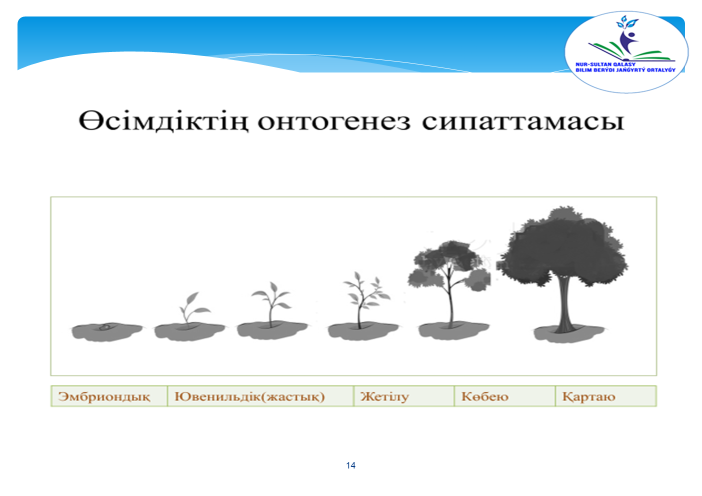 NUR-SULTAN QALASY
BILIM BERÝDI JAŃǴYRTÝ ORTALYǴY
Өсімдіктің онтогенез сипаттамасы
Эмбриондық Ювенильдік(жастық) Жетілу Көбею Қартаю
14